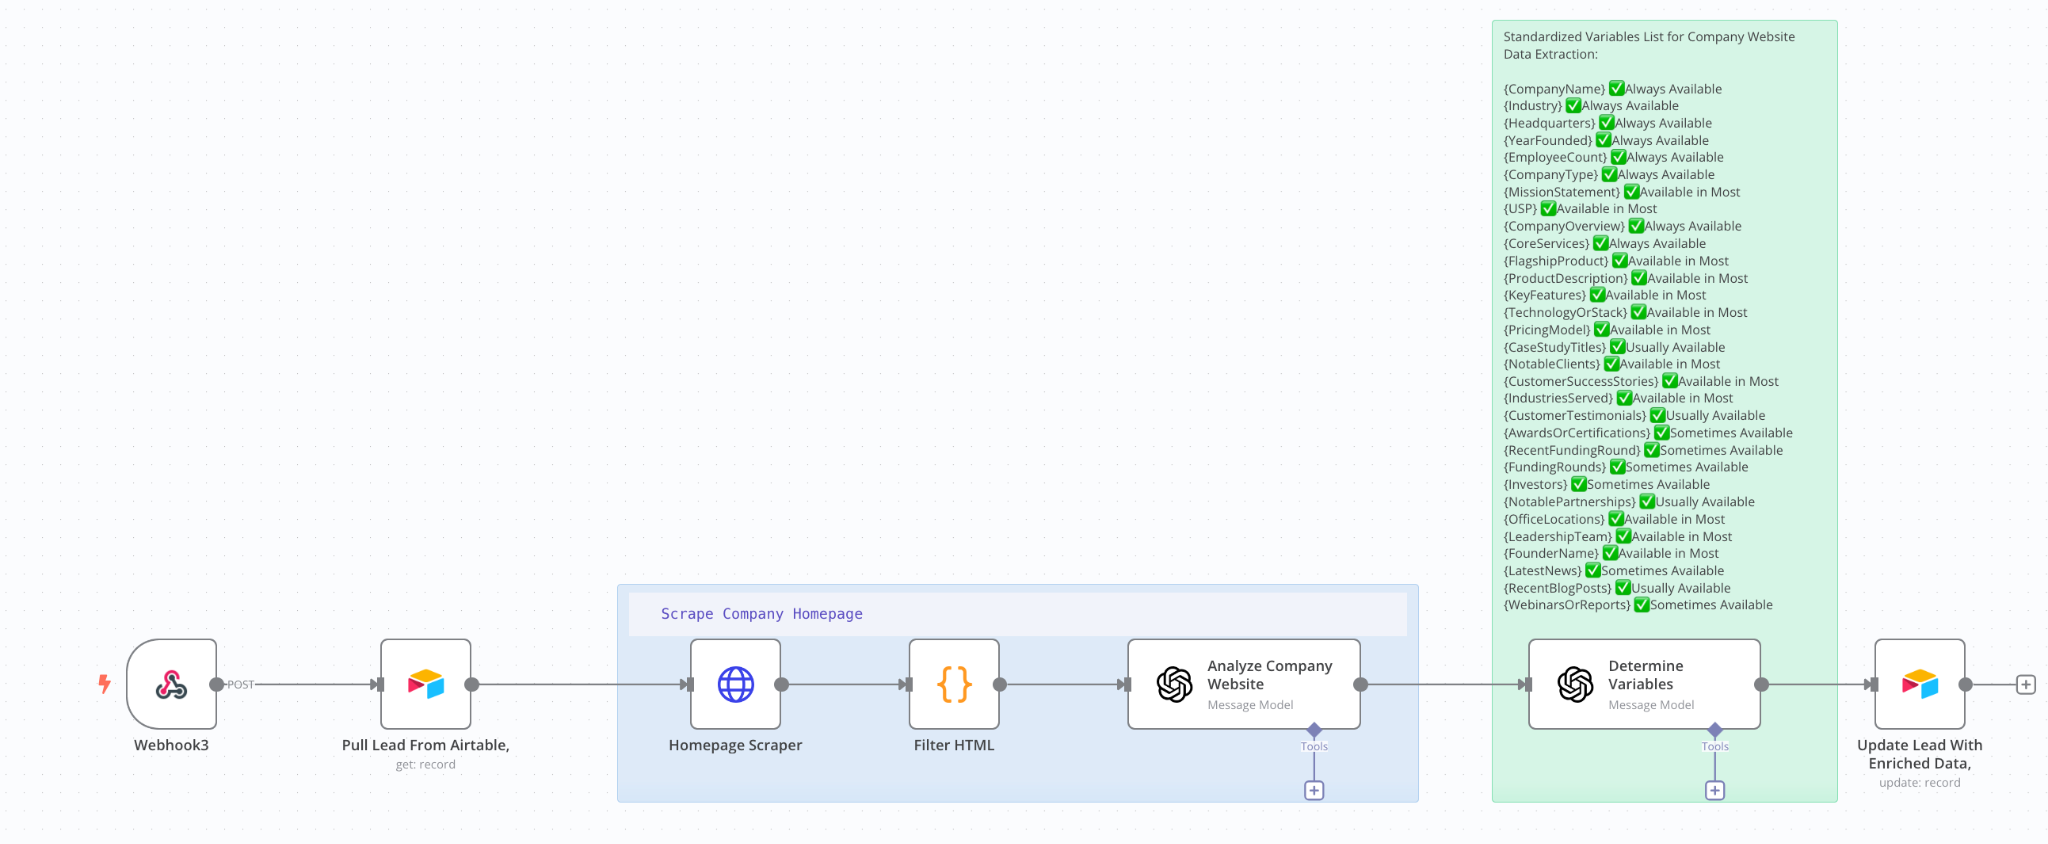 Standardized Variables List for Company Website
Data Extraction:
{CompanyName} ✅Always Available
{Industry} ✅Always Available
{Headquarters} ✅Always Available
{YearFounded} ✅Always Available
{EmployeeCount} ✅Always Available
{CompanyType} ✅Always Available
{MissionStatement} ✅Available in Most
{USP} ✅Available in Most
{CompanyOverview} ✅Always Available
{CoreServices} ✅Always Available
{FlagshipProduct} ✅Available in Most
{ProductDescription} ✅Available in Most
{KeyFeatures} ✅Available in Most
{TechnologyOrStack} ✅Available in Most
{PricingModel} ✅Available in Most
{CaseStudyTitles} ✅Usually Available
{NotableClients} ✅Available in Most
{CustomerSuccessStories} ✅Available in Most
{IndustriesServed} ✅Available in Most
{CustomerTestimonials} ✅Usually Available
{AwardsOrCertifications} ✅Sometimes Available
{RecentFundingRound} ✅Sometimes Available
{FundingRounds} ✅Sometimes Available
{Investors} ✅Sometimes Available
{NotablePartnerships} ✅Usually Available
{OfficeLocations} ✅Available in Most
{LeadershipTeam} ✅Available in Most
{FounderName} ✅Available in Most
{LatestNews} ✅Sometimes Available
{RecentBlogPosts} ✅Usually Available
{WebinarsOrReports} ✅Sometimes Available
Scrape Company Homepage
POST
Webhook3
Pull Lead From Airtable,
get: record
Homepage Scraper
Filter HTML
Analyze Company
Website
Message Model
Tools
Determine
Variables
Message Model
Tools
Update Lead With
Enriched Data,
update: record